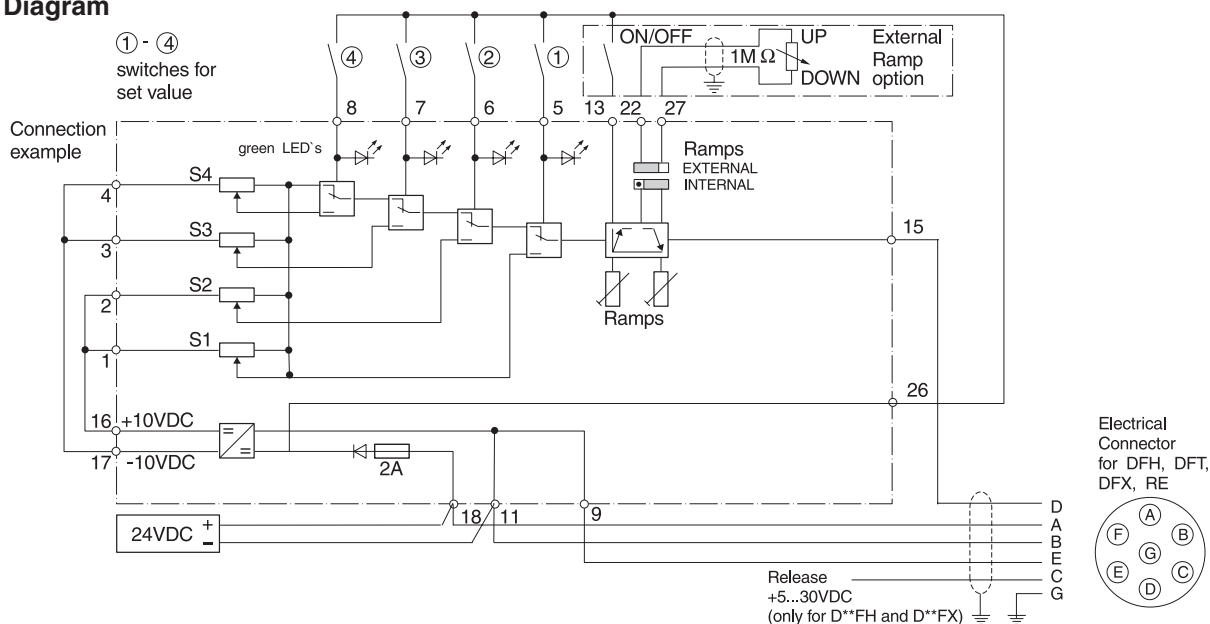 Diagram
① - ④
switches for
set value
④ ③ ② ①
ON/OFF
1M Ω
UP
DOWN
External
Ramp
option
8 7 6 5 13 22 27
Connection
example
green LED`s
Ramps
EXTERNAL
INTERNAL
S4
4
S3
3
S2
2
S1
1
15
Ramps
26
16 +10VDC
17 -10VDC
=
=
2A
18 11 9
24VDC + –
D
A
B
E
C
G
Release
+5...30VDC
(only for D**FH and D**FX)
Electrical
Connector
for DFH, DFT,
DFX, RE
A
F B
G
E C
D